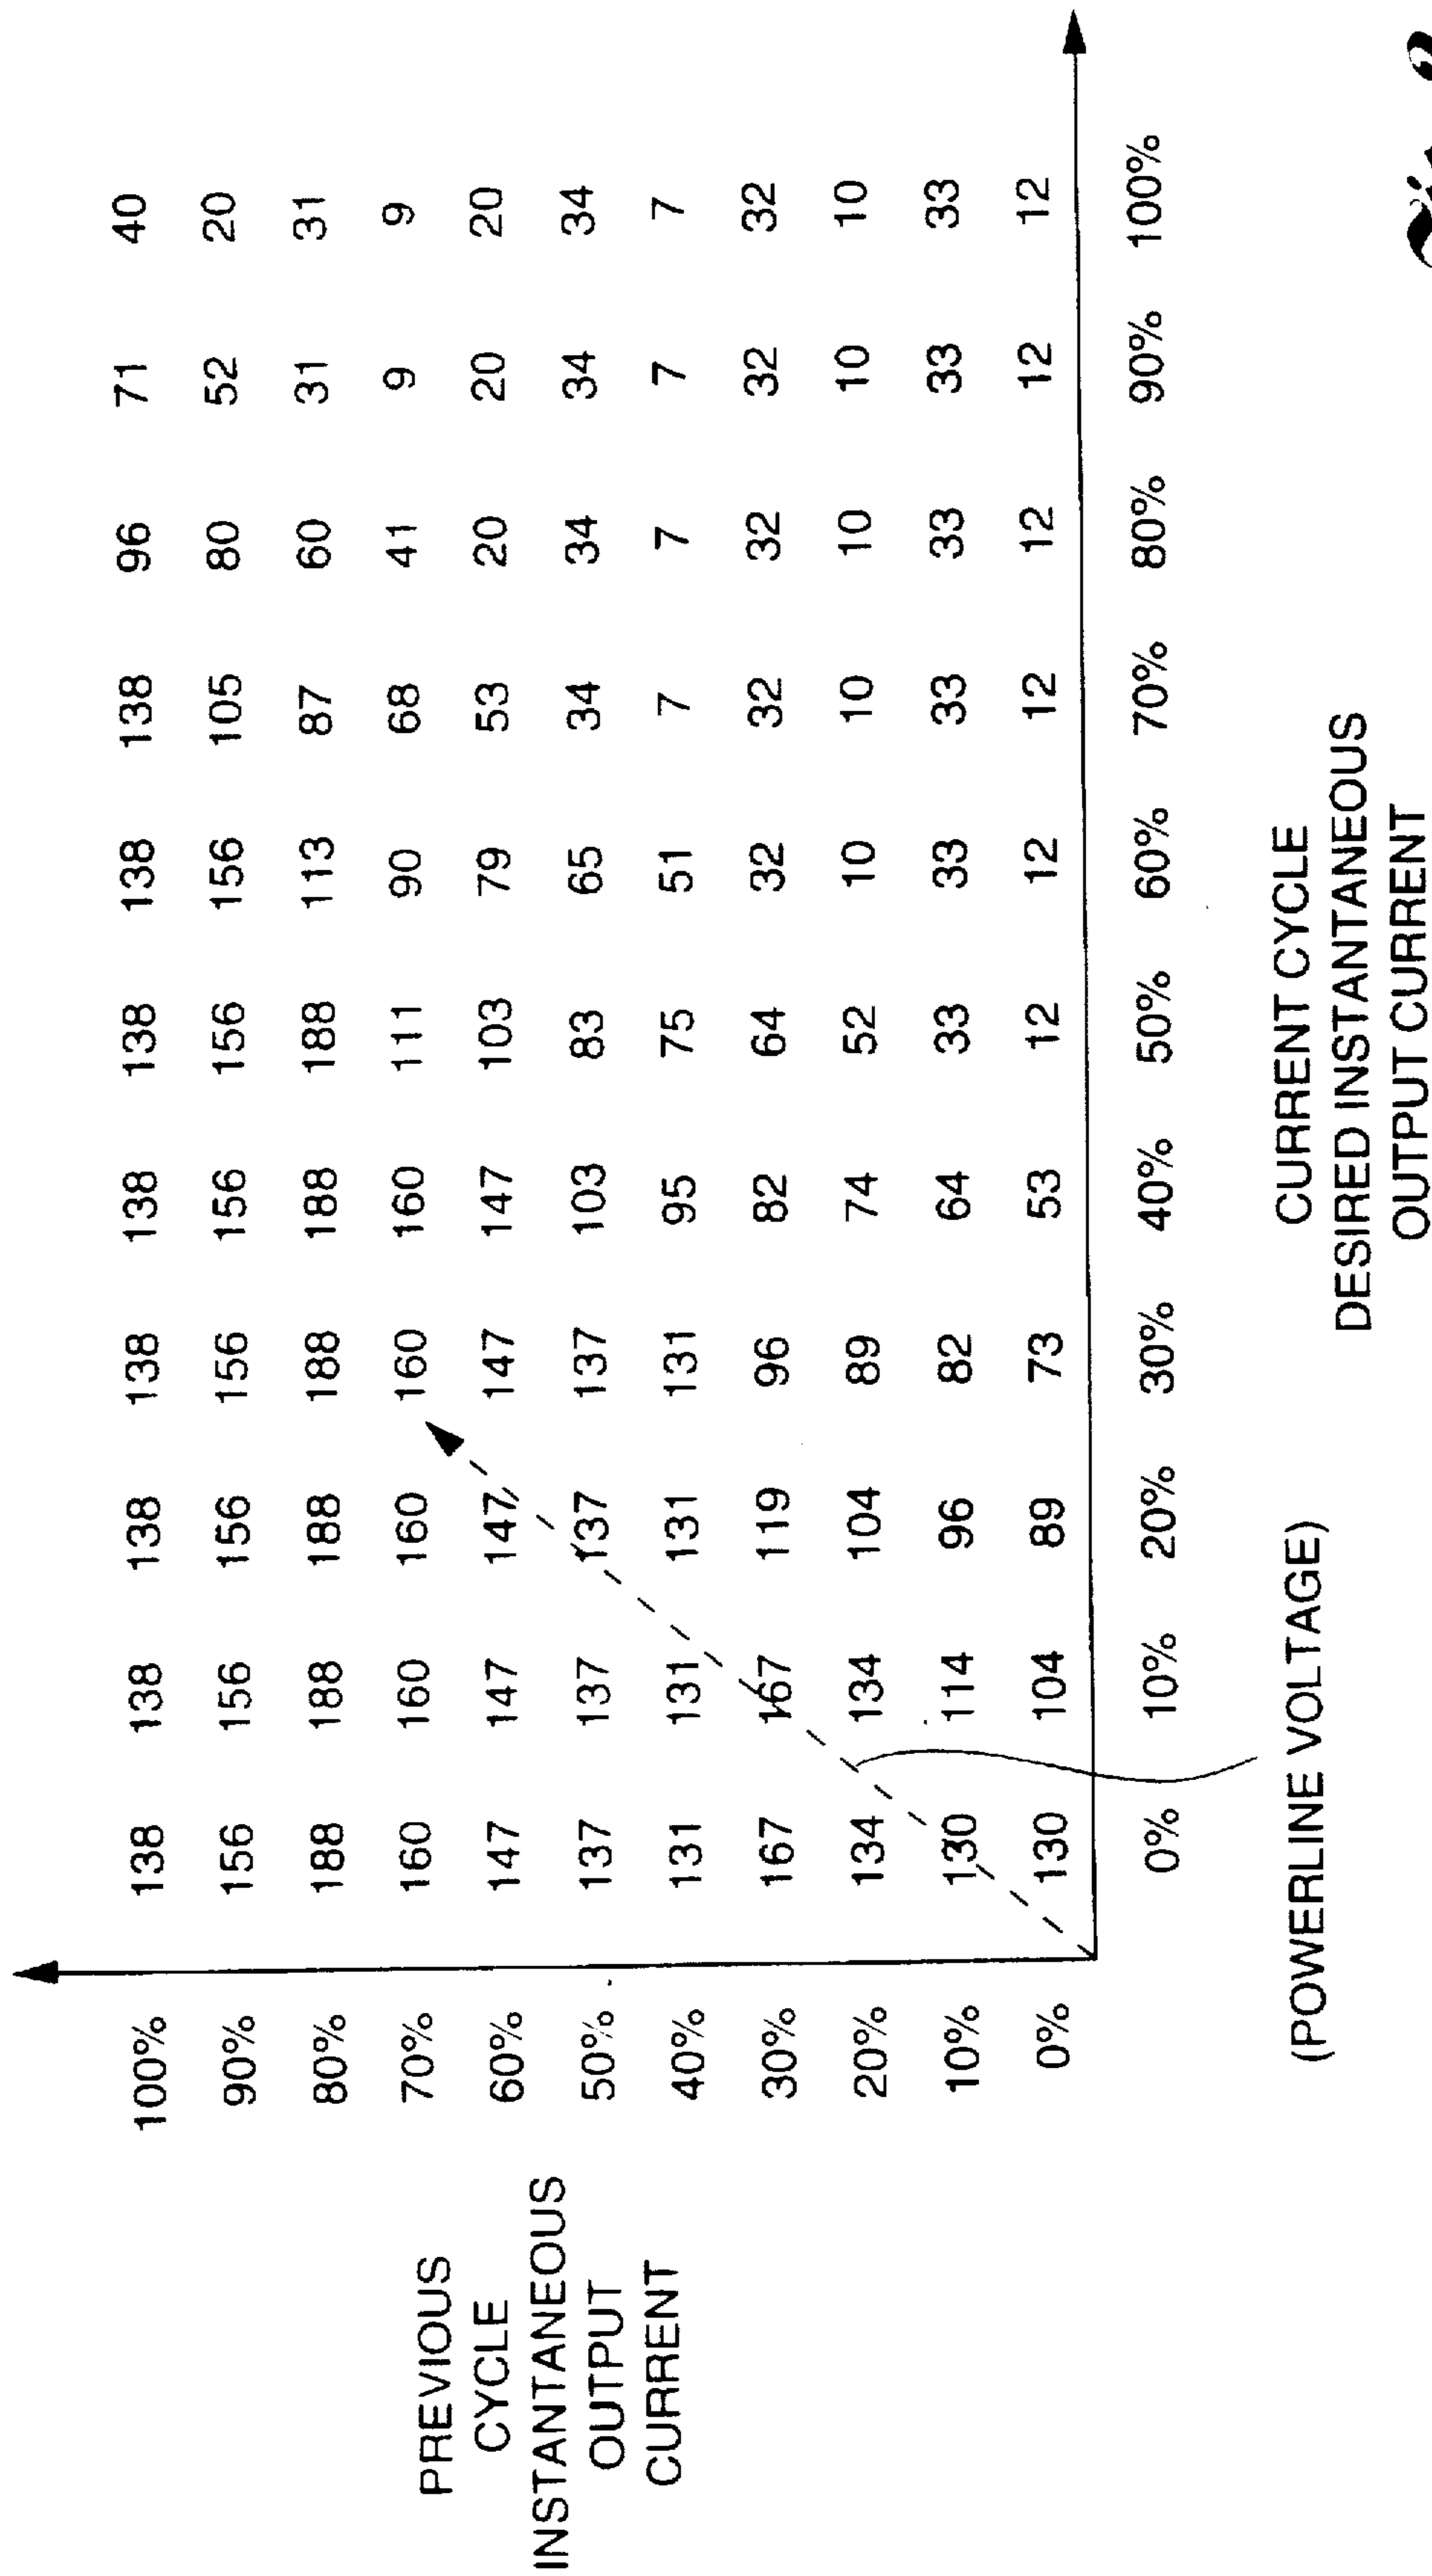 100% 138 138 138 138 138 138 138 138 96 71 40
90% 156 156 156 156 156 156 156 105 80 52 20
80% 188 188 188 188 188 188 113 87 60 31 31
70% 160 160 160 160 160 111 90 68 41 9 9
60% 147 147 147 147 147 103 79 53 20 20 20
50% 137 137 137 137 103 83 65 34 34 34 34
40% 131 131 131 131 95 75 51 7 7 7 7
30% 167 167 119 96 82 64 32 32 32 32 32
20% 134 134 104 89 74 52 10 10 10 10 10
10% 130 114 96 82 64 33 33 33 33 33 33
0% 130 104 89 73 53 12 12 12 12 12 12
0% 10% 20% 30% 40% 50% 60% 70% 80% 90% 100%
PREVIOUS
CYCLE
INSTANTANEOUS
OUTPUT
CURRENT
(POWERLINE VOLTAGE)
CURRENT CYCLE
DESIRED INSTANTANEOUS
OUTPUT CURRENT